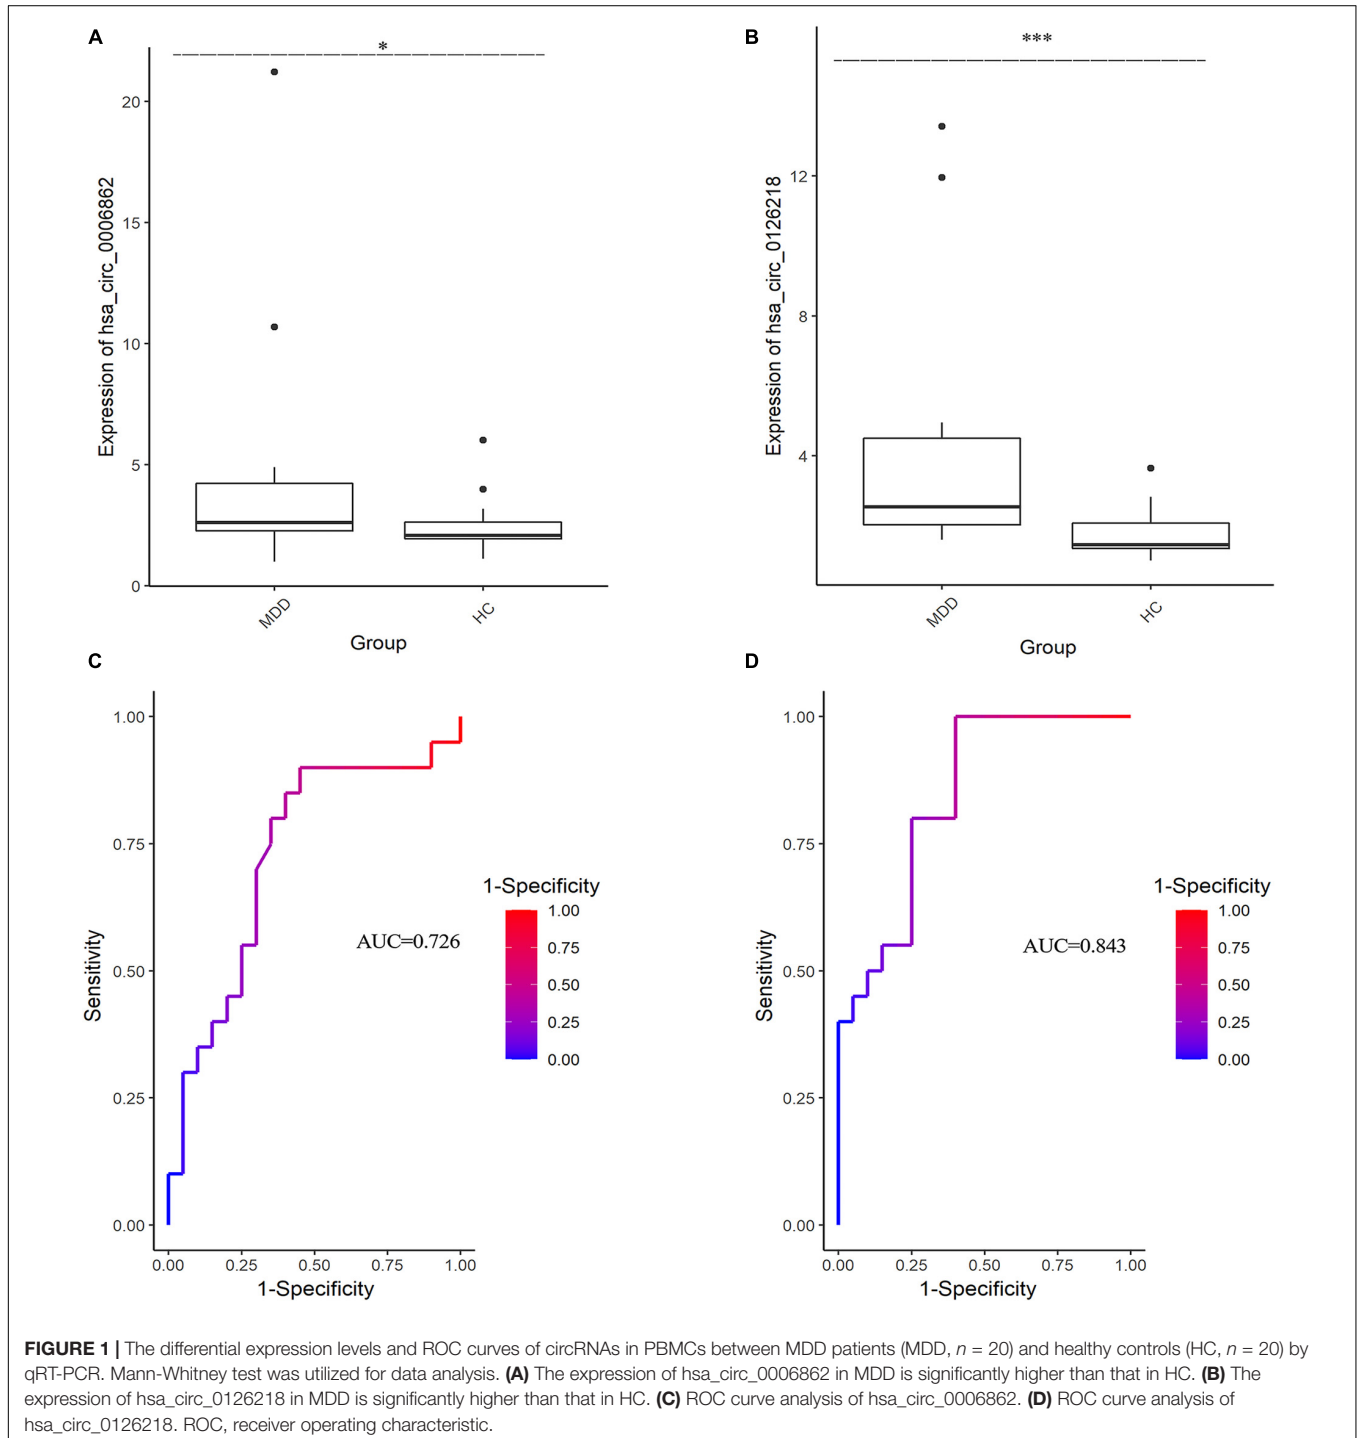 A
*
Expression of hsa_circ_0006862
20
15
10
5
0
MDD
HC
Group
B
***
Expression of hsa_circ_0126218
12
8
4
MDD
HC
Group
C
Sensitivity
1.00
0.75
0.50
0.25
0.00
0.00 0.25 0.50 0.75 1.00
1-Specificity
AUC=0.726
1-Specificity
1.00
0.75
0.50
0.25
0.00
D
Sensitivity
1.00
0.75
0.50
0.25
0.00
0.00 0.25 0.50 0.75 1.00
1-Specificity
AUC=0.843
1-Specificity
1.00
0.75
0.50
0.25
0.00
FIGURE 1 | The differential expression levels and ROC curves of circRNAs in PBMCs between MDD patients (MDD, n = 20) and healthy controls (HC, n = 20) by
qRT-PCR. Mann-Whitney test was utilized for data analysis. (A) The expression of hsa_circ_0006862 in MDD is significantly higher than that in HC. (B) The
expression of hsa_circ_0126218 in MDD is significantly higher than that in HC. (C) ROC curve analysis of hsa_circ_0006862. (D) ROC curve analysis of
hsa_circ_0126218. ROC, receiver operating characteristic.